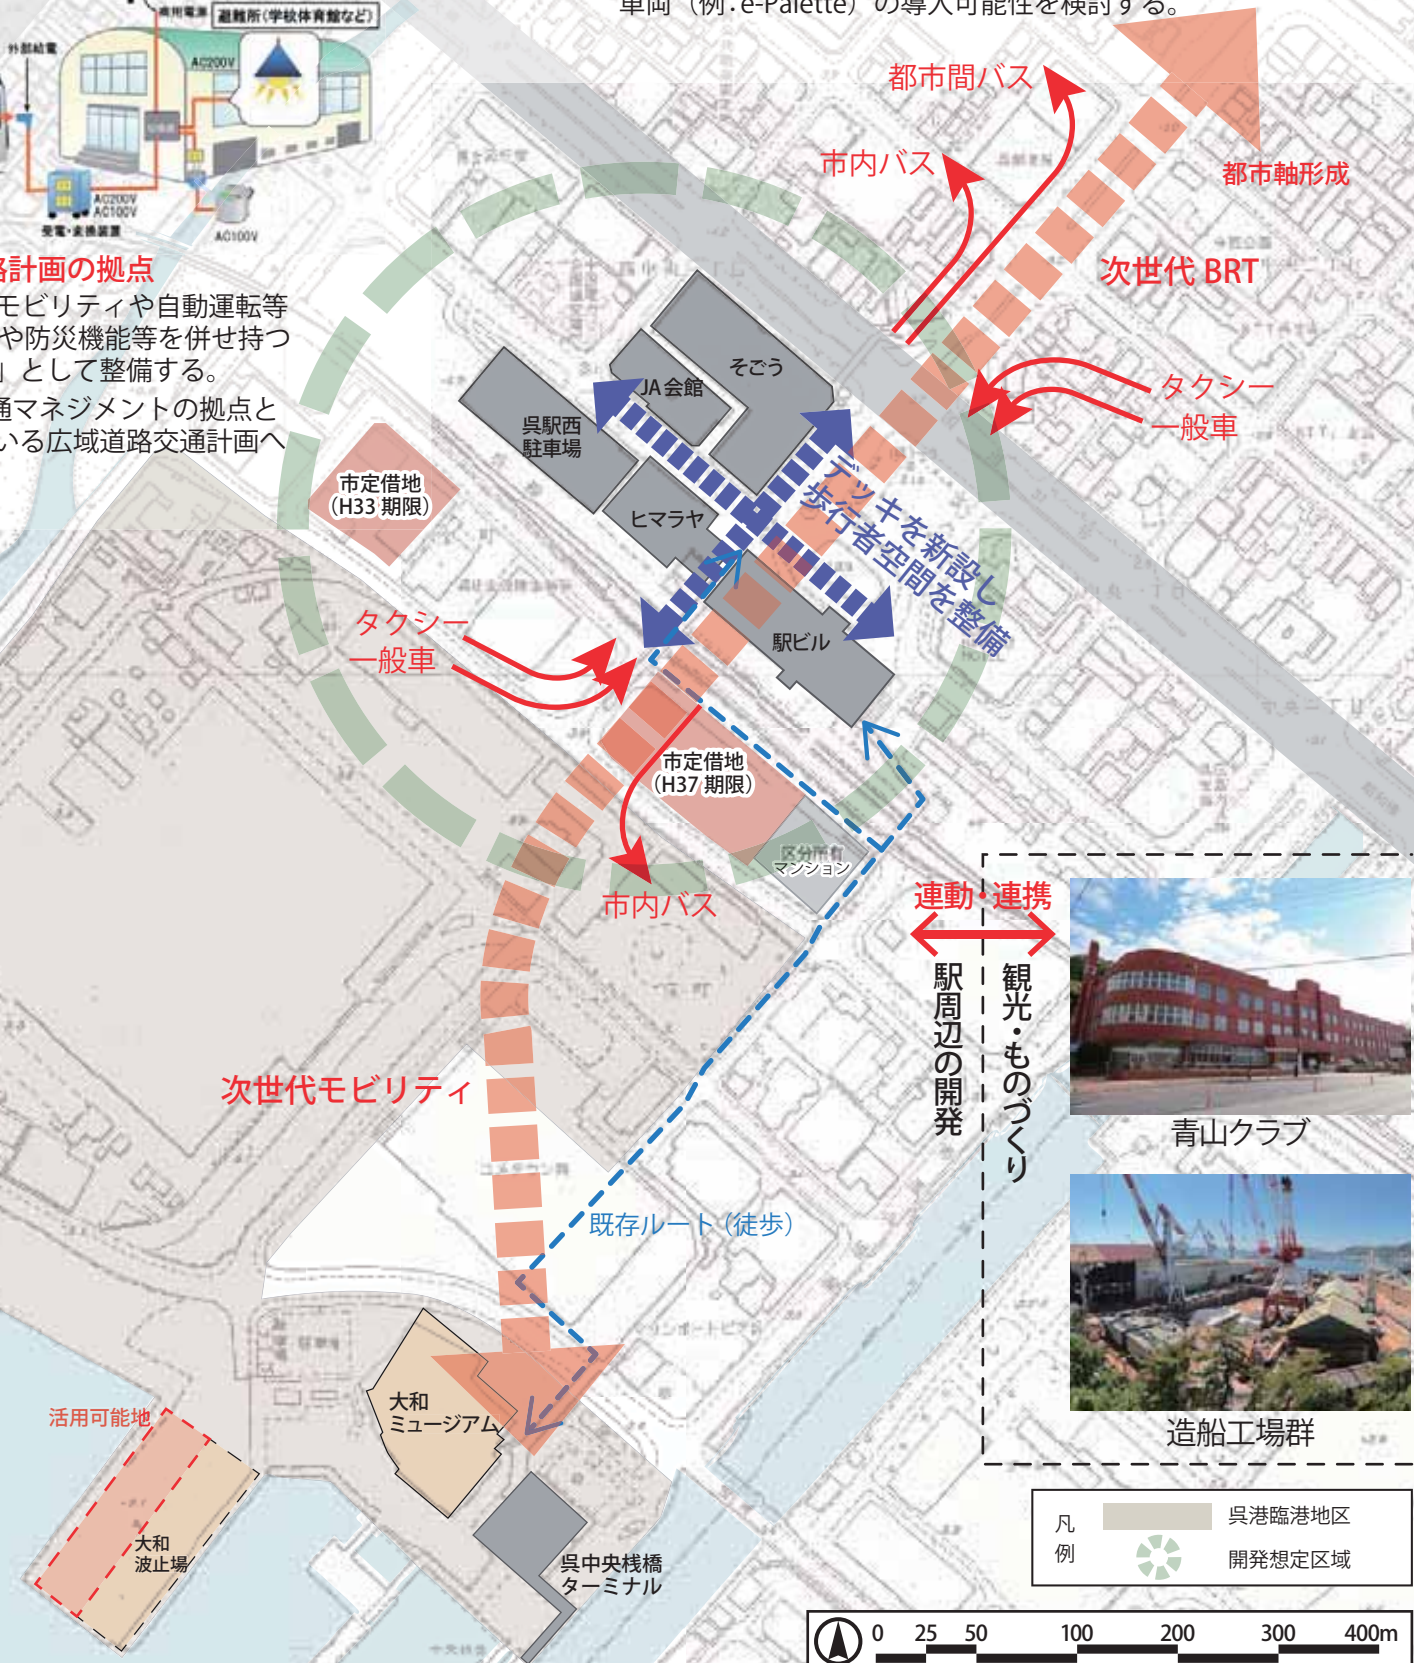 車両（例：e-Palette）の導入可能性を検討する。
避難所(学校体育館など)
外部給電
AC200V
AC200V
AC100V
受電・変換装置
AC100V
略計画の拠点
モビリティや自動運転等
や防災機能等を併せ持つ
」として整備する。
通マネジメントの拠点と
いる広域道路交通計画へ
都市間バス
市内バス
都市軸形成
次世代 BRT
タクシー
一般車
そごう
JA 会館
呉駅西
駐車場
ヒマラヤ
市定借地
（H33 期限）
デッキを新設し
歩行者空間を整備
駅ビル
タクシー
一般車
市定借地
（H37 期限）
区分所有
マンション
市内バス
連動・連携
駅周辺の開発
観光・ものづくり
青山クラブ
造船工場群
次世代モビリティ
既存ルート（徒歩）
大和
ミュージアム
活用可能地
大和
波止場
呉中央桟橋
ターミナル
凡例
呉港臨港地区
開発想定区域
0 25 50 100 200 300 400m